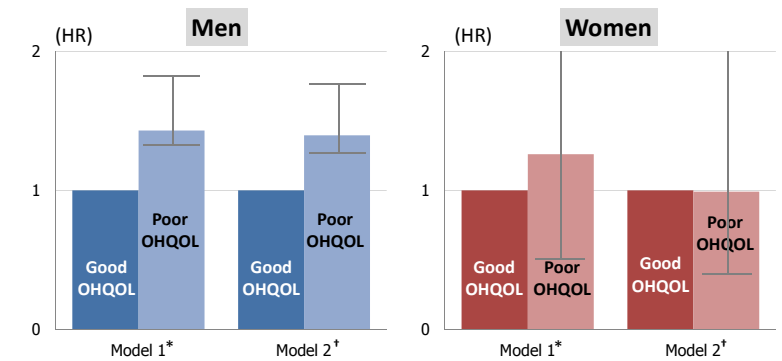 (HR)
Men
2
1
0
Good
OHQOL
Poor
OHQOL
Good
OHQOL
Poor
OHQOL
Model 1*
Model 2†
(HR)
Women
2
1
0
Good
OHQOL
Poor
OHQOL
Good
OHQOL
Poor
OHQOL
Model 1*
Model 2†